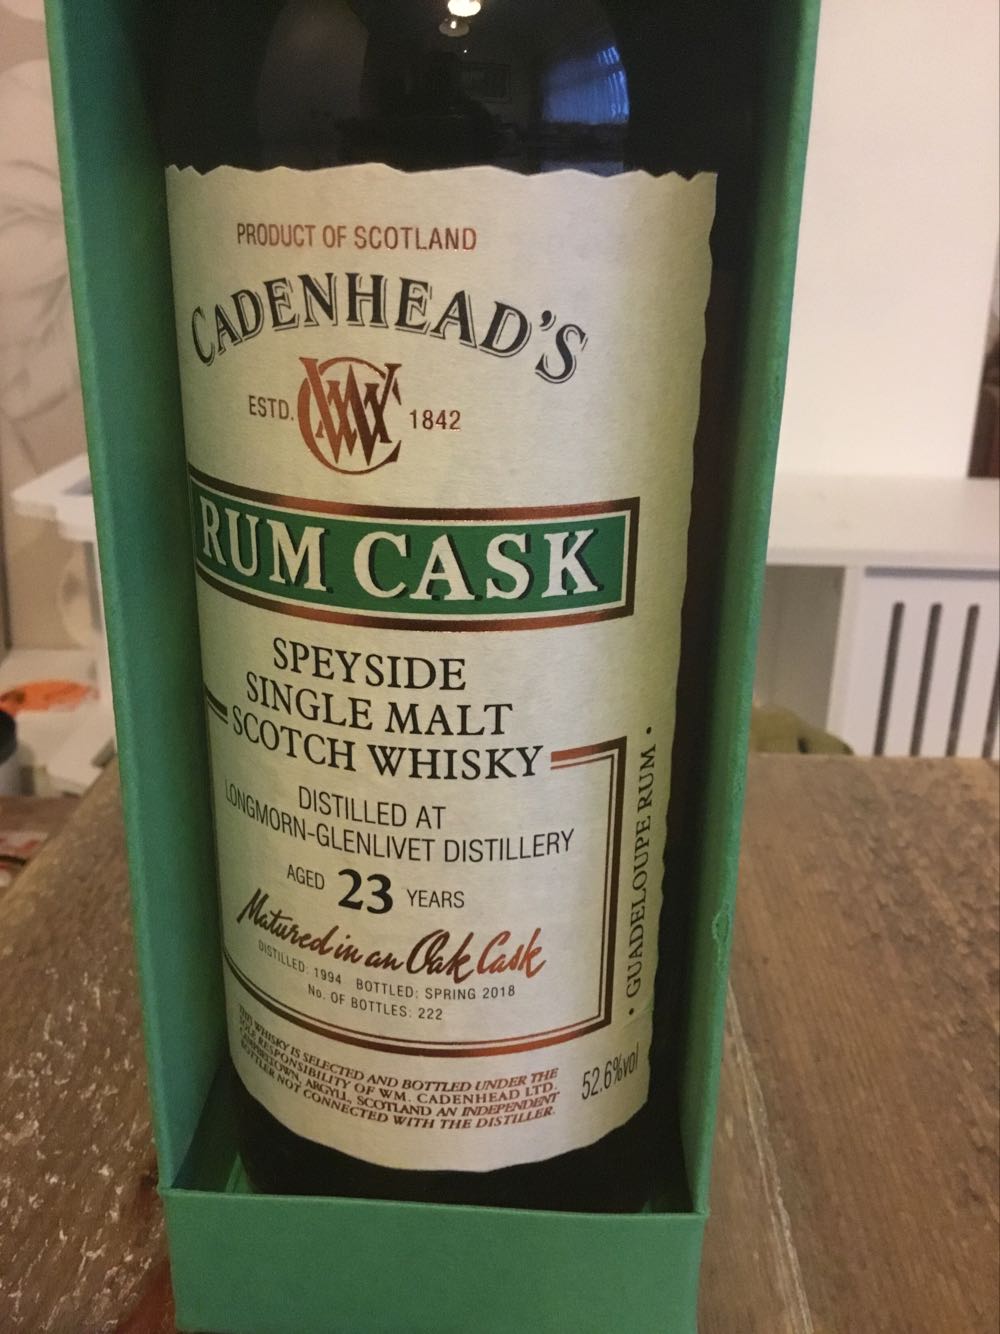 PRODUCT OF SCOTLAND
CADENHEAD'S
ESTD. WC 1842
RUM CASK
SPEYSIDE
SINGLE MALT
SCOTCH WHISKY
DISTILLED AT
LONGMORN-GLENLIVET DISTILLERY
AGED 23 YEARS
Matured in an Oak Cask
DISTILLED: 1994 BOTTLED: SPRING 2018
No. OF BOTTLES: 222
• GUADELOUPE RUM •
THIS WHISKY IS SELECTED AND BOTTLED UNDER THE
SOLE RESPONSIBILITY OF WM. CADENHEAD LTD.
CAMPBELTOWN, ARGYLL, SCOTLAND AN INDEPENDENT
BOTTLER NOT CONNECTED WITH THE DISTILLER.
52.6%vol